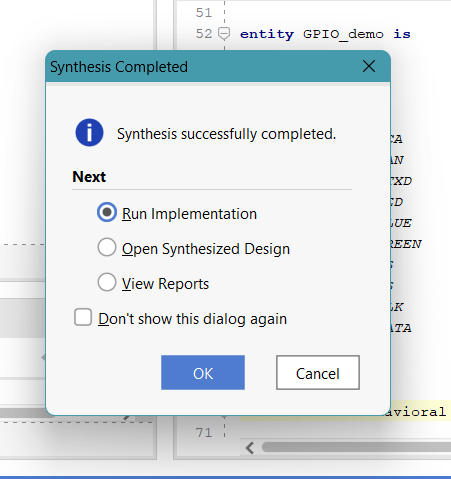 51
52 entity GPIO_demo is
Synthesis Completed
Synthesis successfully completed.
Next
Run Implementation
Open Synthesized Design
View Reports
Don't show this dialog again
OK
Cancel
71